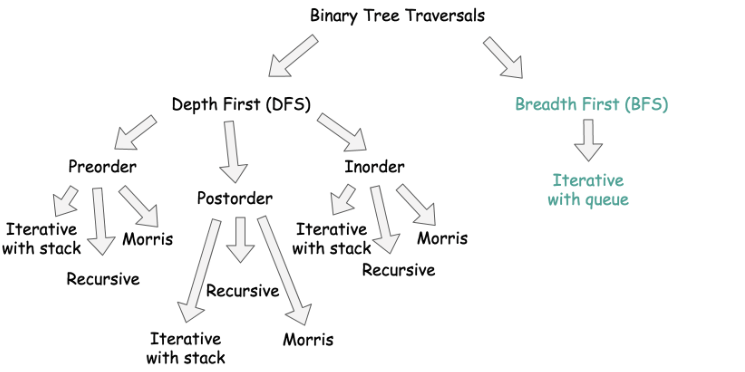 Binary Tree Traversals
Depth First (DFS)
Breadth First (BFS)
Preorder
Postorder
Inorder
Iterative
with queue
Iterative
with stack
Recursive
Morris
Iterative
with stack
Recursive
Morris
Iterative
with stack
Recursive
Morris